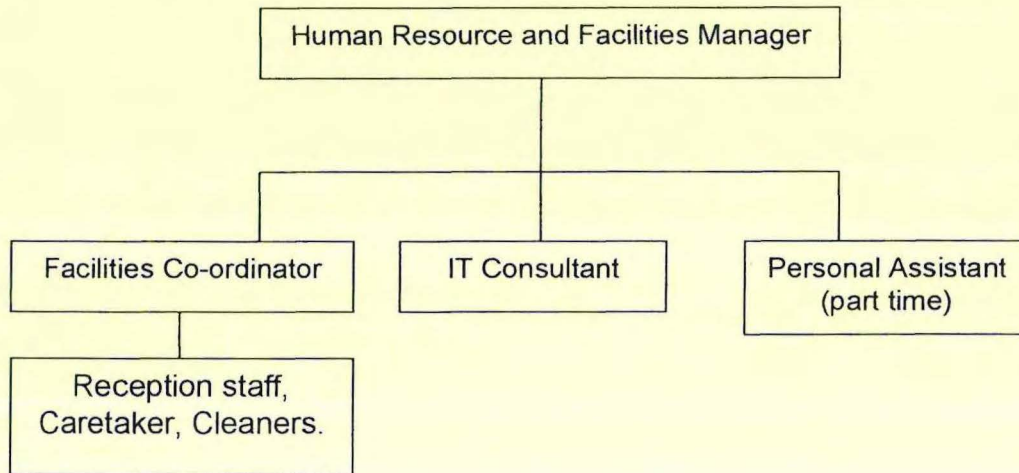 Human Resource and Facilities Manager
Facilities Co-ordinator
IT Consultant
Personal Assistant
(part time)
Reception staff,
Caretaker, Cleaners.